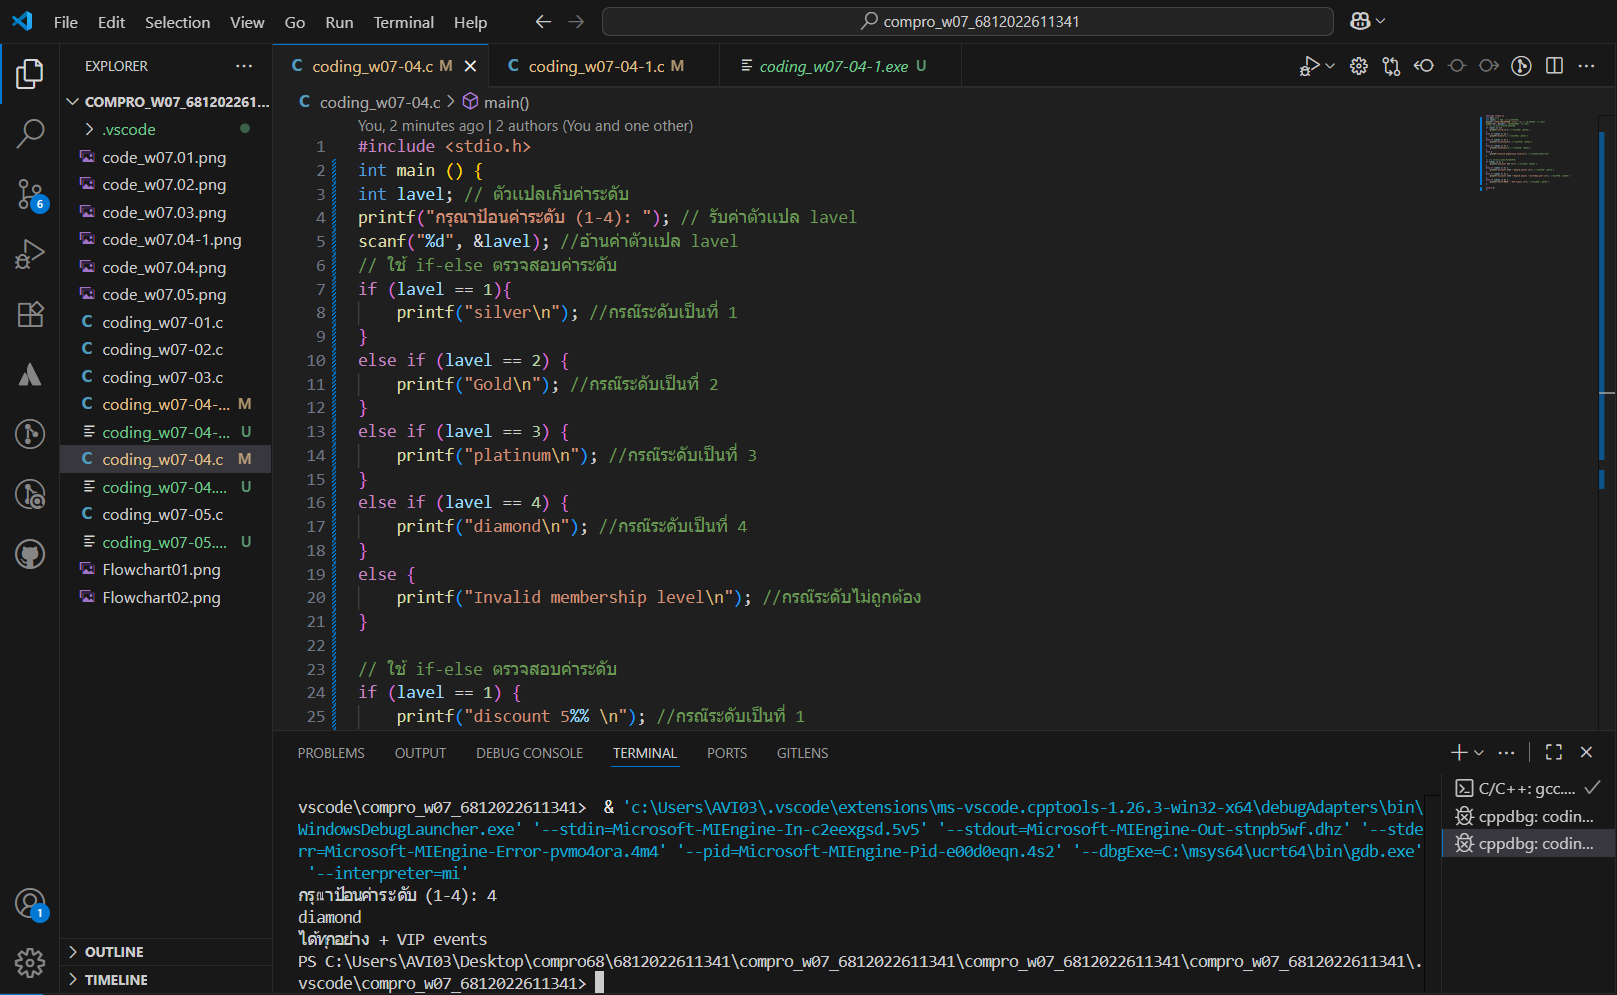 File Edit Selection View Go Run Terminal Help
compro_w07_6812022611341
EXPLORER
COMPRO_W07_681202261...
.vscode
code_w07.01.png
code_w07.02.png
code_w07.03.png
code_w07.04-1.png
code_w07.04.png
code_w07.05.png
coding_w07-01.c
coding_w07-02.c
coding_w07-03.c
coding_w07-04-... M
coding_w07-04-... U
coding_w07-04.c M
coding_w07-04.... U
coding_w07-05.c
coding_w07-05.... U
Flowchart01.png
Flowchart02.png
OUTLINE
TIMELINE
6
1
coding_w07-04.c M
coding_w07-04-1.c M
coding_w07-04-1.exe U
coding_w07-04.c > main()
You, 2 minutes ago | 2 authors (You and one other)
1 #include <stdio.h>
2 int main () {
3 int lavel; // ตัวแปลเก็บค่าระดับ
4 printf("กรุณาป้อนค่าระดับ (1-4): "); // รับค่าตัวแปล lavel
5 scanf("%d", &lavel); //อ้านค่าตัวแปล lavel
6 // ใช้ if-else ตรวจสอบค่าระดับ
7 if (lavel == 1){
8 printf("silver\n"); //กรณ๊ระดับเป็นที่ 1
9 }
10 else if (lavel == 2) {
11 printf("Gold\n"); //กรณ๊ระดับเป็นที่ 2
12 }
13 else if (lavel == 3) {
14 printf("platinum\n"); //กรณ๊ระดับเป็นที่ 3
15 }
16 else if (lavel == 4) {
17 printf("diamond\n"); //กรณ๊ระดับเป็นที่ 4
18 }
19 else {
20 printf("Invalid membership level\n"); //กรณ๊ระดับไม่ถูกต้อง
21 }
22
23 // ใช้ if-else ตรวจสอบค่าระดับ
24 if (lavel == 1) {
25 printf("discount 5%% \n"); //กรณ๊ระดับเป็นที่ 1
PROBLEMS OUTPUT DEBUG CONSOLE TERMINAL PORTS GITLENS
vscode\compro_w07_6812022611341> & 'c:\Users\AVI03\.vscode\extensions\ms-vscode.cpptools-1.26.3-win32-x64\debugAdapters\bin\
WindowsDebugLauncher.exe' '--stdin=Microsoft-MIEngine-In-c2eexgsd.5v5' '--stdout=Microsoft-MIEngine-Out-stnpb5wf.dhz' '--stde
rr=Microsoft-MIEngine-Error-pvmo4ora.4m4' '--pid=Microsoft-MIEngine-Pid-e00d0eqn.4s2' '--dbgExe=C:\msys64\ucrt64\bin\gdb.exe'
'--interpreter=mi'
กรุณาป้อนค่าระดับ (1-4): 4
diamond
ได้ทุกอย่าง + VIP events
PS C:\Users\AVI03\Desktop\compro68\6812022611341\compro_w07_6812022611341\compro_w07_6812022611341\compro_w07_6812022611341\.
vscode\compro_w07_6812022611341>
C/C++: gcc....
cppdbg: codin...
cppdbg: codin...